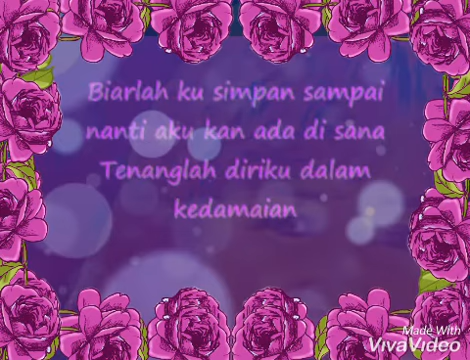 Biarlah ku simpan sampai
nanti aku kan ada di sana
Tenanglah diriku dalam
kedamaian
Made With
VivaVideo